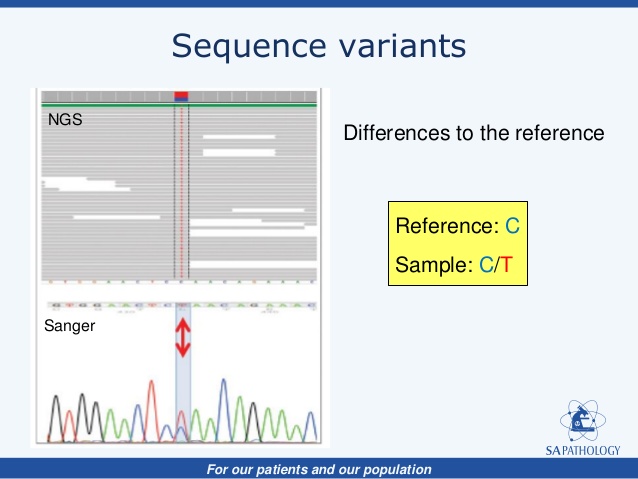 Sequence variants
NGS
Differences to the reference
Reference: C
Sample: C/T
Sanger
SA PATHOLOGY
For our patients and our population